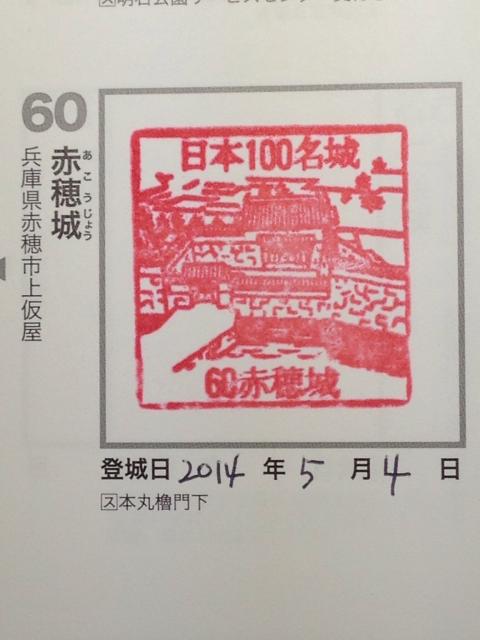 60
赤穂城
あこうじょう
兵庫県赤穂市上仮屋
日本100名城
60赤穂城
登城日 2014 年 5 月 4 日
ス本丸櫓門下